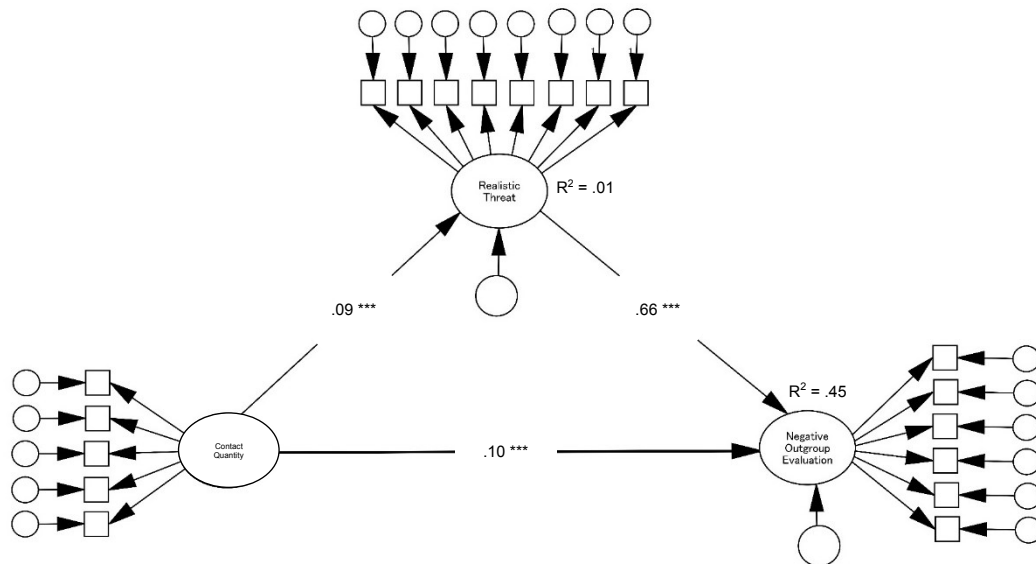 Realistic
Threat
R² = .01
.09 ***
.66 ***
R² = .45
Contact
Quantity
.10 ***
Negative
Outgroup
Evaluation